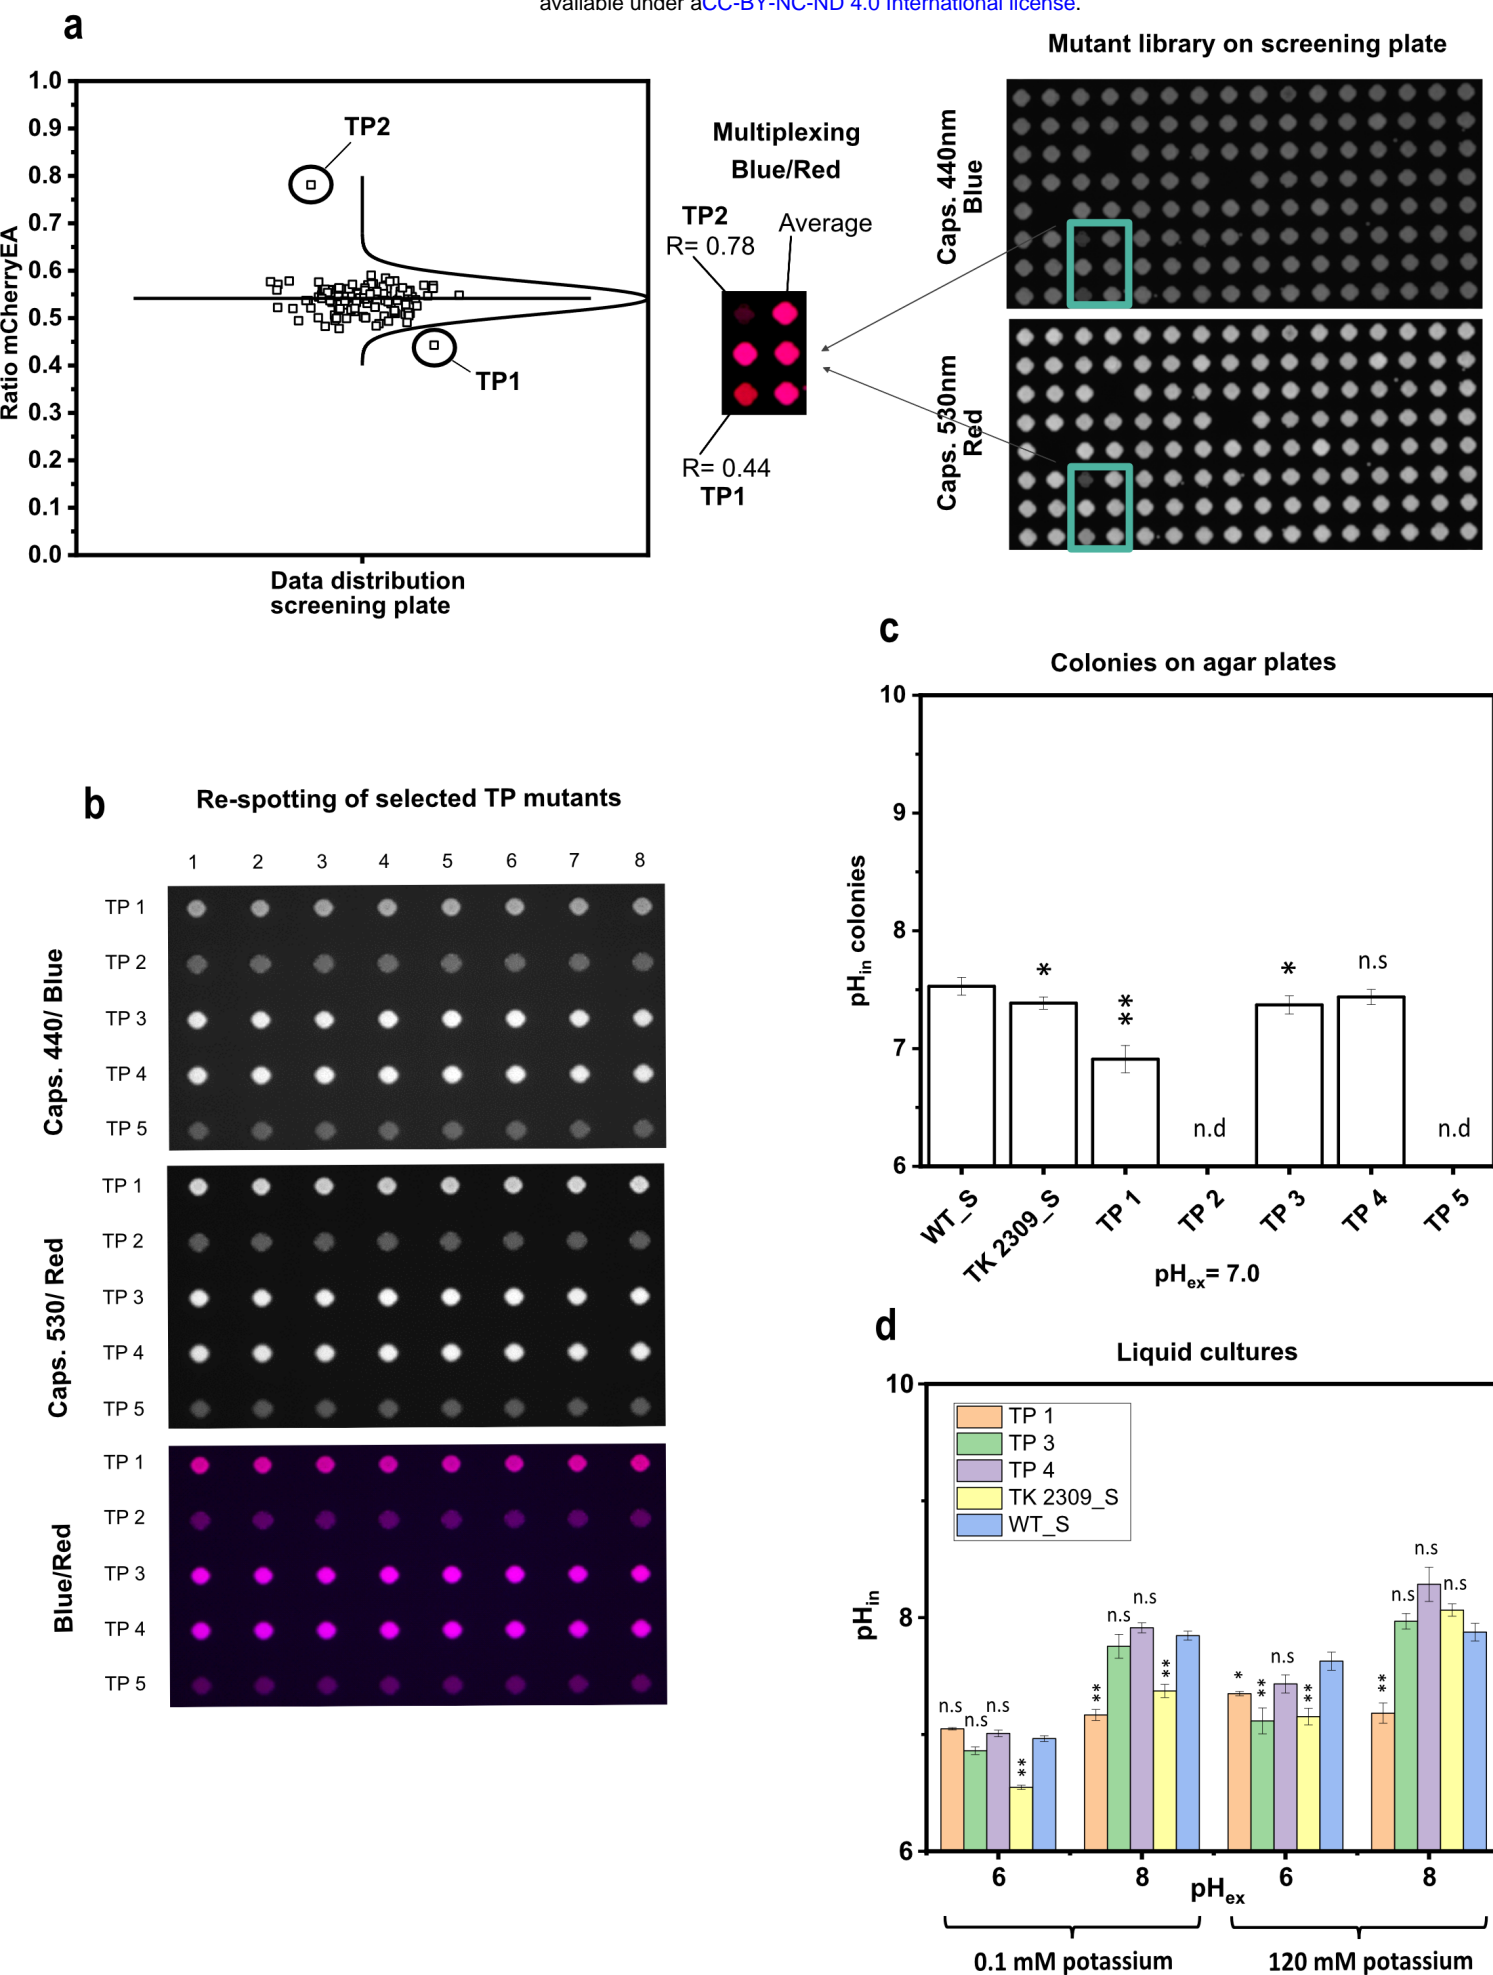 available under aCC-BY-NC-ND 4.0 International license.
a
Mutant library on screening plate
1.0
0.9
0.8
0.7
0.6
0.5
0.4
0.3
0.2
0.1
0.0
Ratio mCherryEA
TP2
TP1
Data distribution
screening plate
Multiplexing
Blue/Red
TP2
R= 0.78
Average
R= 0.44
TP1
Caps. 440nm
Blue
Caps. 530nm
Red
b
Re-spotting of selected TP mutants
1 2 3 4 5 6 7 8
Caps. 440/ Blue
TP 1
TP 2
TP 3
TP 4
TP 5
Caps. 530/ Red
TP 1
TP 2
TP 3
TP 4
TP 5
Blue/Red
TP 1
TP 2
TP 3
TP 4
TP 5
c
Colonies on agar plates
10
9
8
7
6
pHin colonies
*
**
n.d
*
n.s
n.d
WT_S
TK 2309_S
TP 1
TP 2
TP 3
TP 4
TP 5
pHex= 7.0
d
Liquid cultures
10
8
6
pHin
TP 1
TP 3
TP 4
TK 2309_S
WT_S
n.s n.s n.s **
** n.s n.s **
* ** n.s **
** n.s n.s n.s
6 8 6 8
pHex
0.1 mM potassium
120 mM potassium